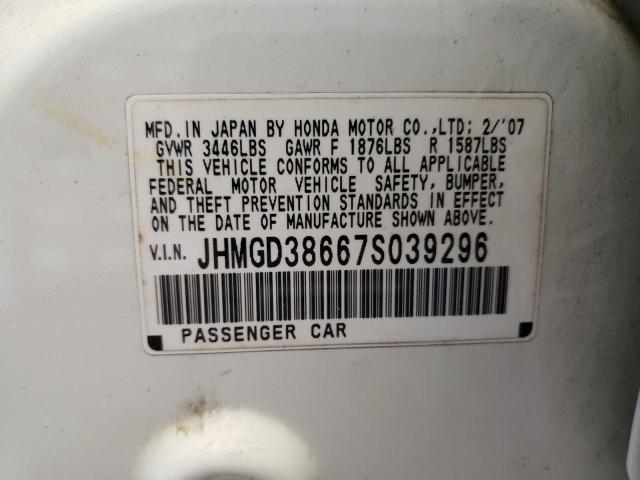 MFD.IN JAPAN BY HONDA MOTOR CO.,LTD; 2/'07
GVWR 3446LBS GAWR F 1876LBS R 1587LBS
THIS VEHICLE CONFORMS TO ALL APPLICABLE
FEDERAL MOTOR VEHICLE SAFETY, BUMPER,
AND THEFT PREVENTION STANDARDS IN EFFECT
ON THE DATE OF MANUFACTURE SHOWN ABOVE.
V.I.N. JHMGD38667S039296
PASSENGER CAR